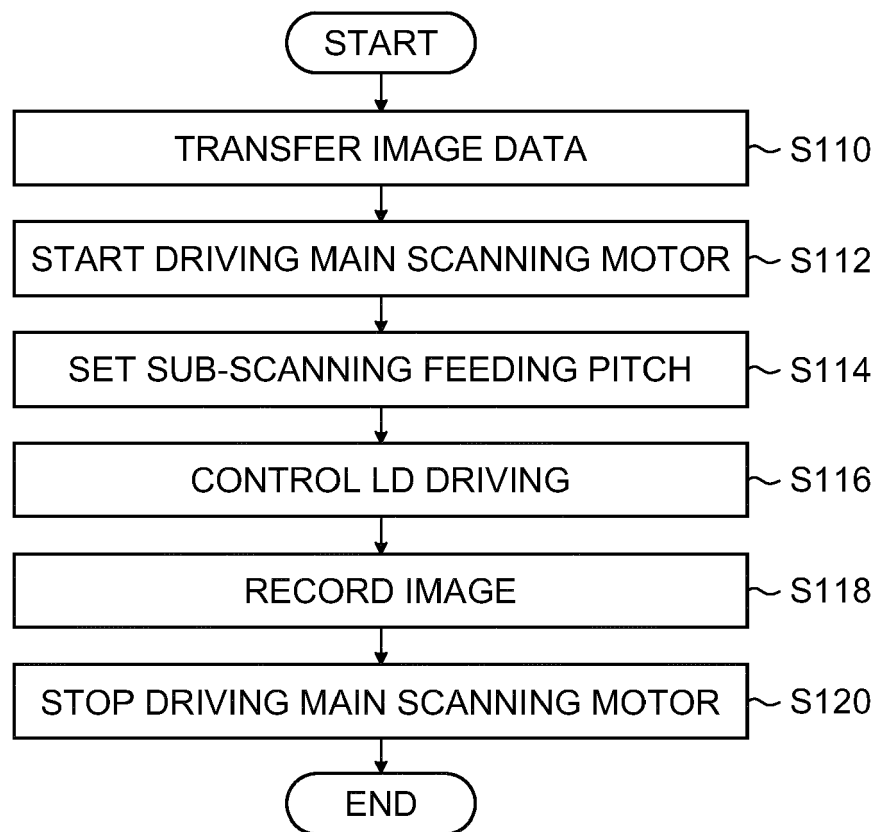 START
TRANSFER IMAGE DATA S110
START DRIVING MAIN SCANNING MOTOR S112
SET SUB-SCANNING FEEDING PITCH S114
CONTROL LD DRIVING S116
RECORD IMAGE S118
STOP DRIVING MAIN SCANNING MOTOR S120
END